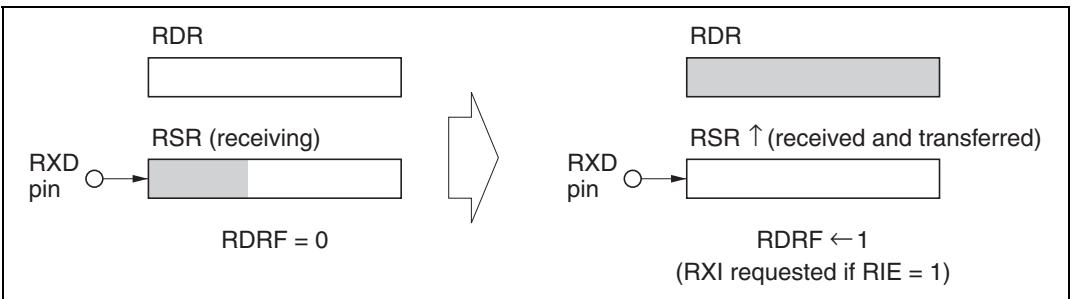 RDR
RSR (receiving)
RXD
pin
RDRF = 0
RDR
RSR ↑ (received and transferred)
RXD
pin
RDRF ← 1
(RXI requested if RIE = 1)